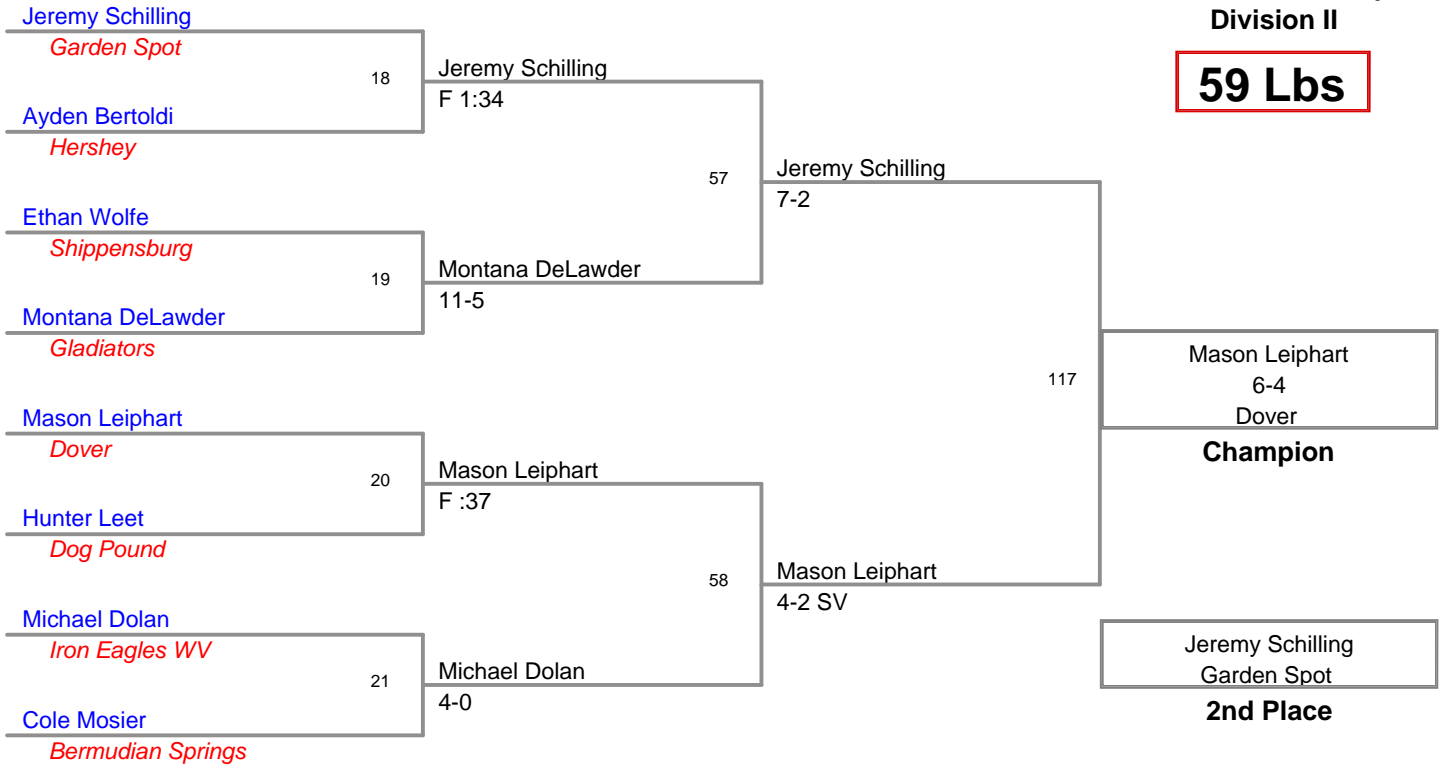 Division II
59 Lbs
Jeremy Schilling
Garden Spot
18
Jeremy Schilling
F 1:34
Ayden Bertoldi
Hershey
57
Jeremy Schilling
7-2
Ethan Wolfe
Shippensburg
19
Montana DeLawder
11-5
Montana DeLawder
Gladiators
117
Mason Leiphart
6-4
Dover
Champion
Mason Leiphart
Dover
20
Mason Leiphart
F :37
Hunter Leet
Dog Pound
58
Mason Leiphart
4-2 SV
Michael Dolan
Iron Eagles WV
21
Michael Dolan
4-0
Cole Mosier
Bermudian Springs
Jeremy Schilling
Garden Spot
2nd Place